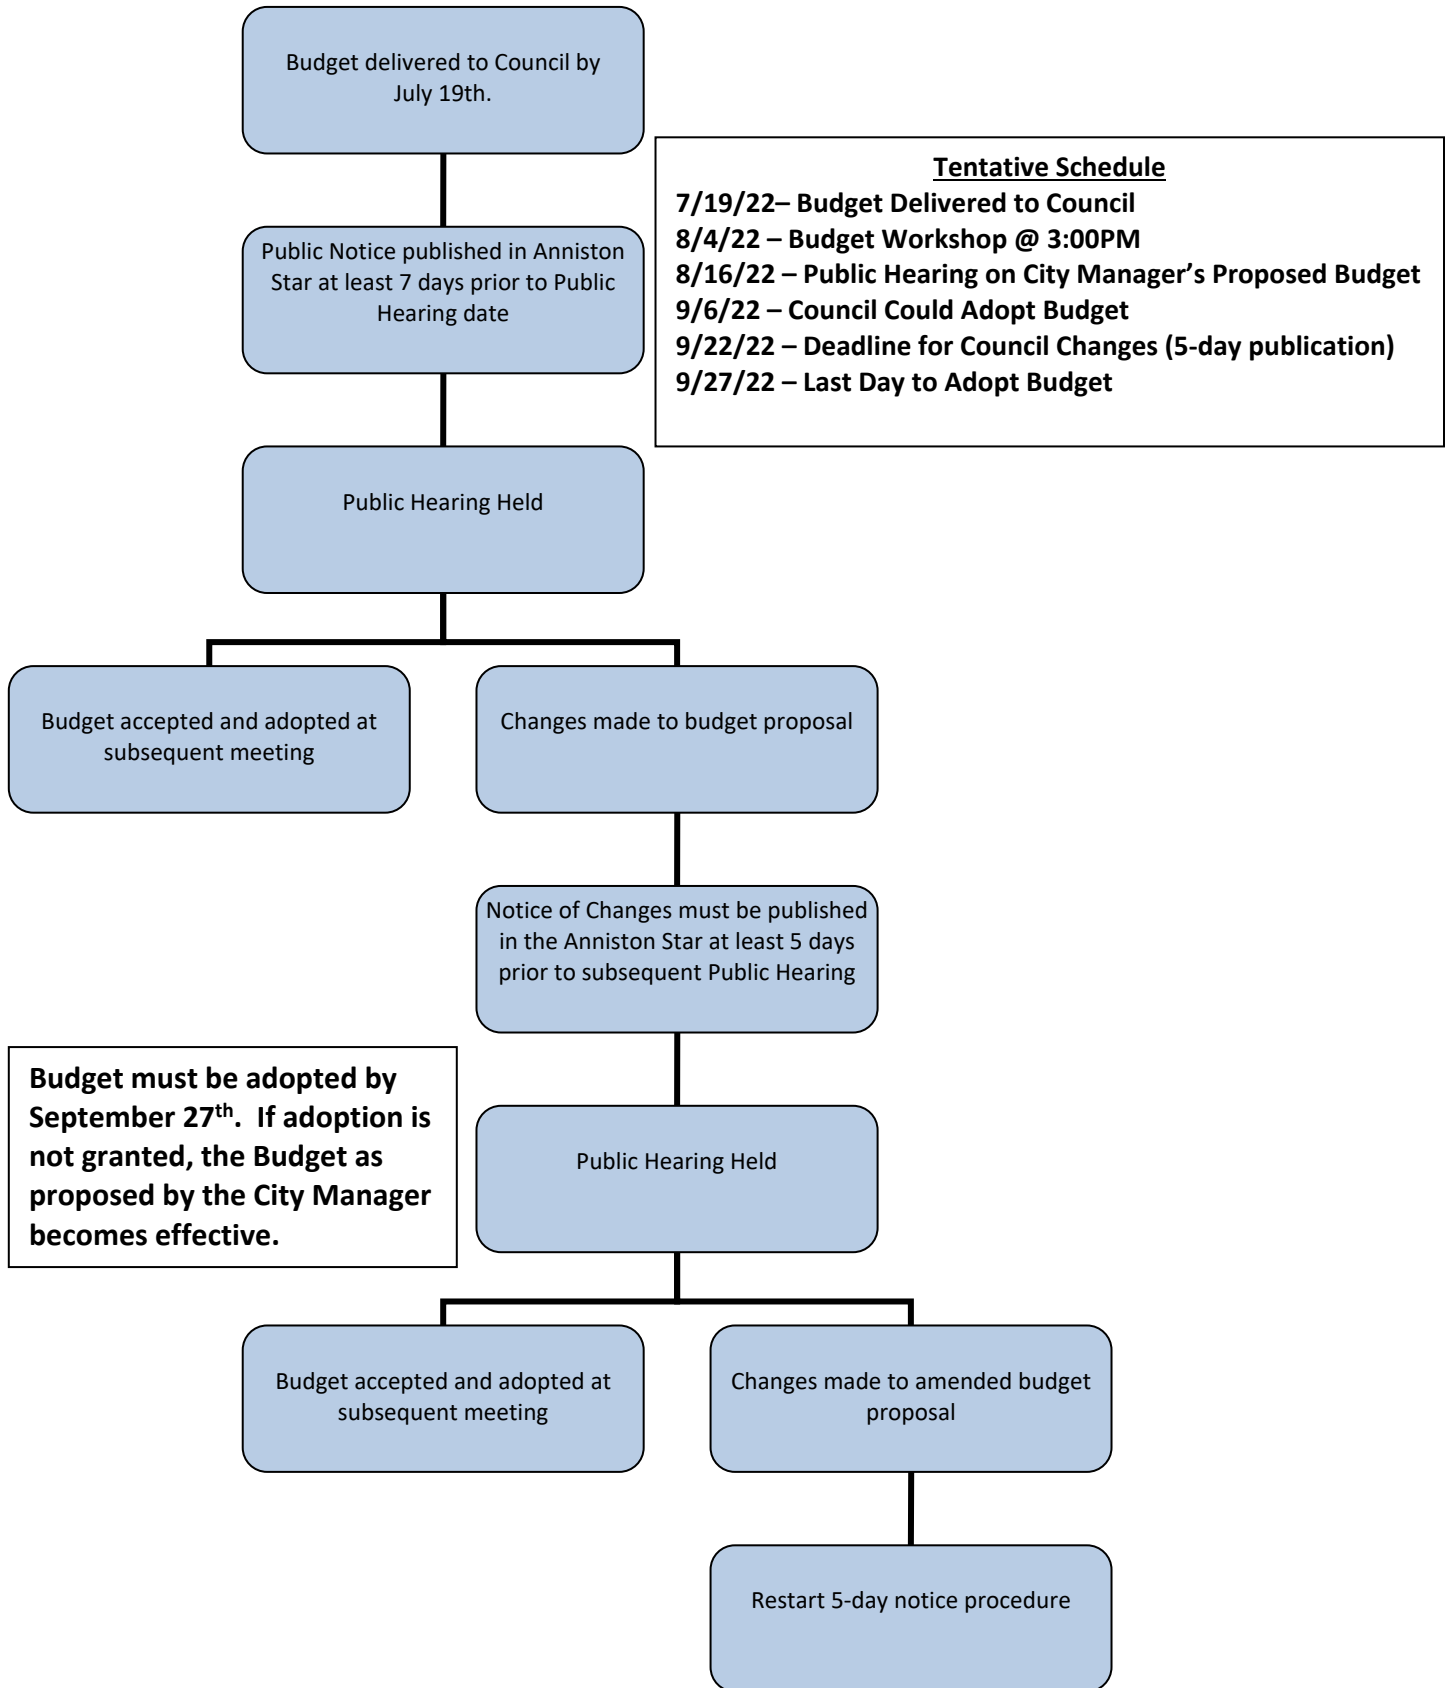 Budget delivered to Council by
July 19th.
Tentative Schedule
7/19/22– Budget Delivered to Council
8/4/22 – Budget Workshop @ 3:00PM
8/16/22 – Public Hearing on City Manager’s Proposed Budget
9/6/22 – Council Could Adopt Budget
9/22/22 – Deadline for Council Changes (5-day publication)
9/27/22 – Last Day to Adopt Budget
Public Notice published in Anniston
Star at least 7 days prior to Public
Hearing date
Public Hearing Held
Budget accepted and adopted at
subsequent meeting
Changes made to budget proposal
Notice of Changes must be published
in the Anniston Star at least 5 days
prior to subsequent Public Hearing
Budget must be adopted by
September 27th. If adoption is
not granted, the Budget as
proposed by the City Manager
becomes effective.
Public Hearing Held
Budget accepted and adopted at
subsequent meeting
Changes made to amended budget
proposal
Restart 5-day notice procedure